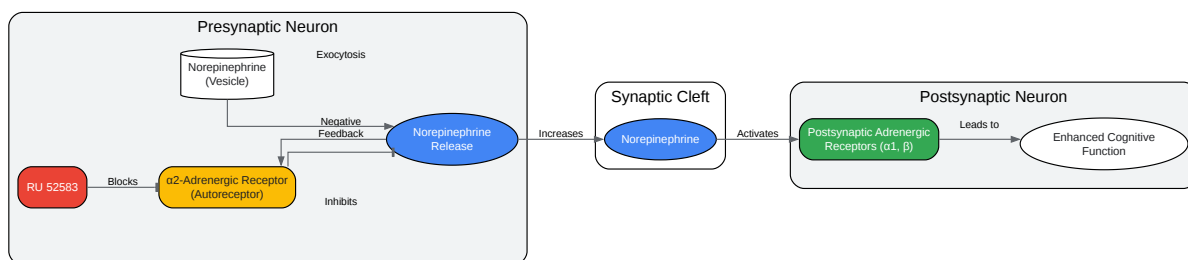 Presynaptic Neuron
Exocytosis
Norepinephrine
(Vesicle)
Negative
Feedback
Norepinephrine
Release
RU 52583
Blocks
α2-Adrenergic Receptor
(Autoreceptor)
Inhibits
Increases
Synaptic Cleft
Norepinephrine
Activates
Postsynaptic Neuron
Postsynaptic Adrenergic
Receptors (α1, β)
Leads to
Enhanced Cognitive
Function